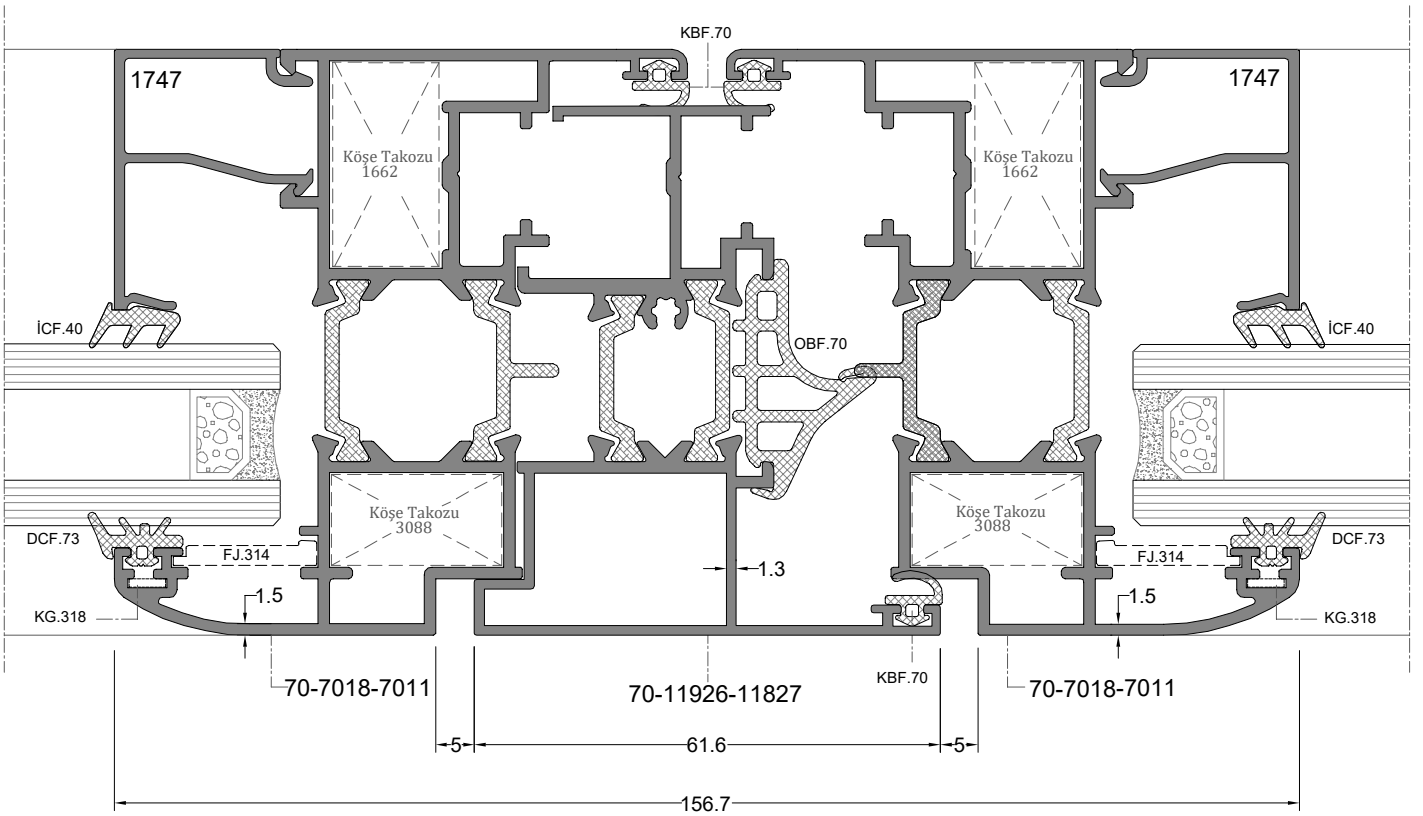 KBF.70
1747
1747
Köşe Takozu
1662
Köşe Takozu
1662
İCF.40
OBF.70
İCF.40
Köşe Takozu
3088
Köşe Takozu
3088
DCF.73
FJ.314
FJ.314
DCF.73
1.3
1.5
1.5
KG.318
KG.318
70-7018-7011
70-11926-11827
KBF.70
70-7018-7011
5
61.6
5
156.7